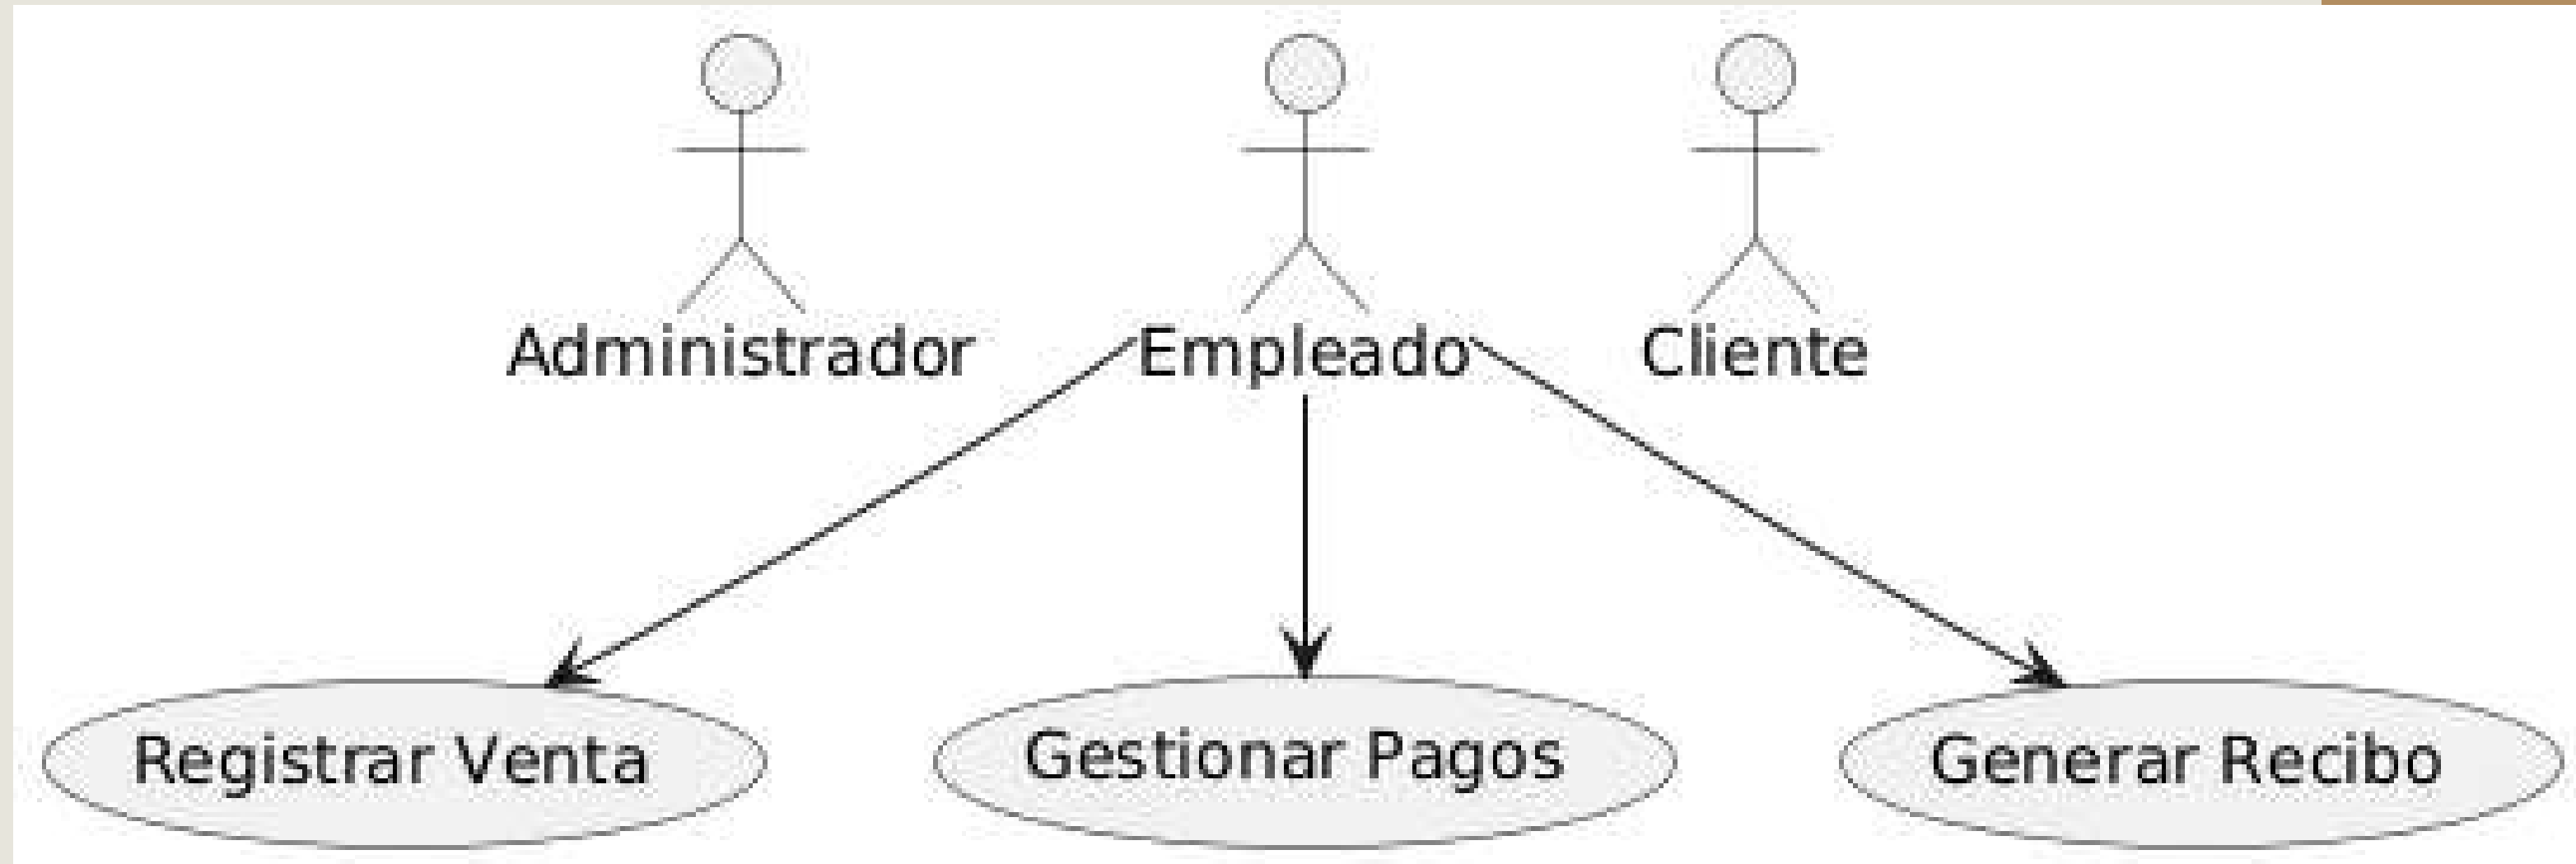 Administrador
Empleado
Cliente
Registrar Venta
Gestionar Pagos
Generar Recibo